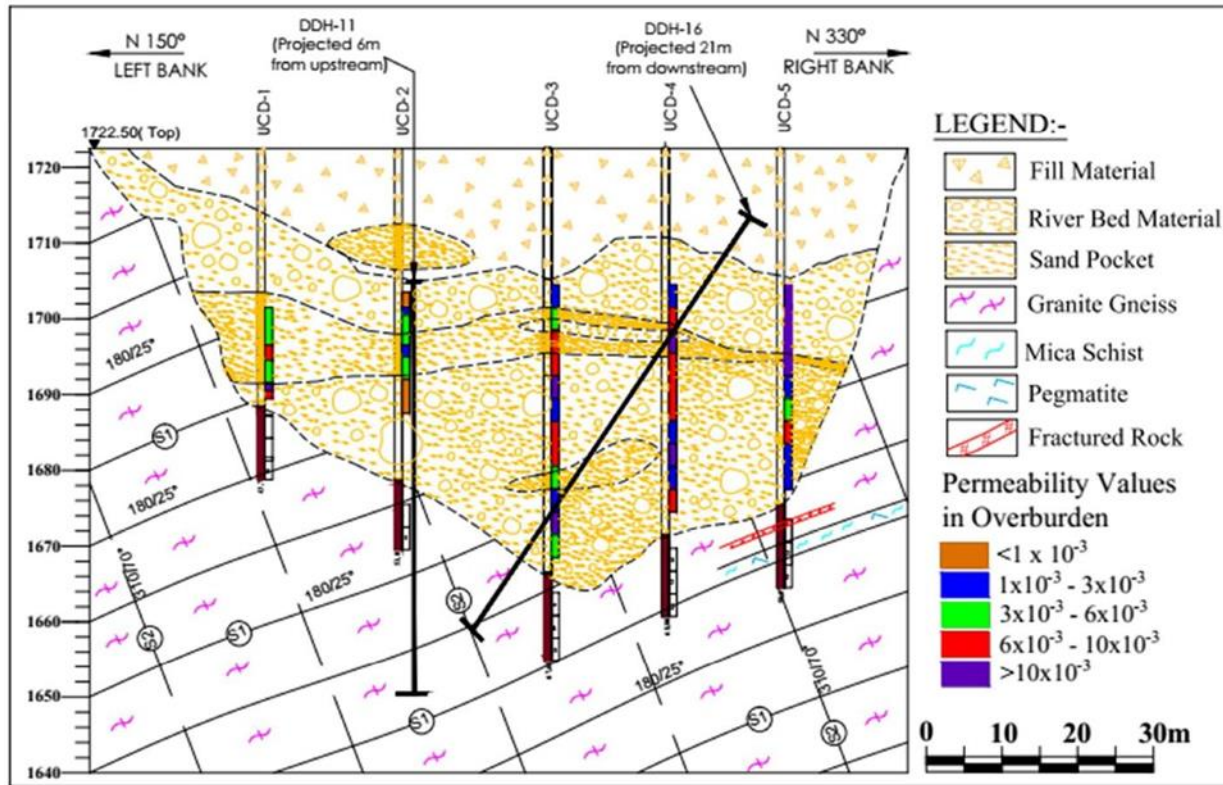 DDH-11
(Projected 6m
from upstream)
DDH-16
(Projected 21m
from downstream)
N 150°
LEFT BANK
N 330°
RIGHT BANK
1722.50( Top)
UCD-1
UCD-2
UCD-3
UCD-4
UCD-5
1720
1710
1700
1690
1680
1670
1660
1650
1640
180/25°
S1
180/25°
310/70°
S2
S1
180/25°
S2
180/25°
S1
S1
310/70°
S2
LEGEND:-
Fill Material
River Bed Material
Sand Pocket
Granite Gneiss
Mica Schist
Pegmatite
Fractured Rock
Permeability Values
in Overburden
<1 x 10⁻³
1x10⁻³ - 3x10⁻³
3x10⁻³ - 6x10⁻³
6x10⁻³ - 10x10⁻³
>10x10⁻³
0 10 20 30m